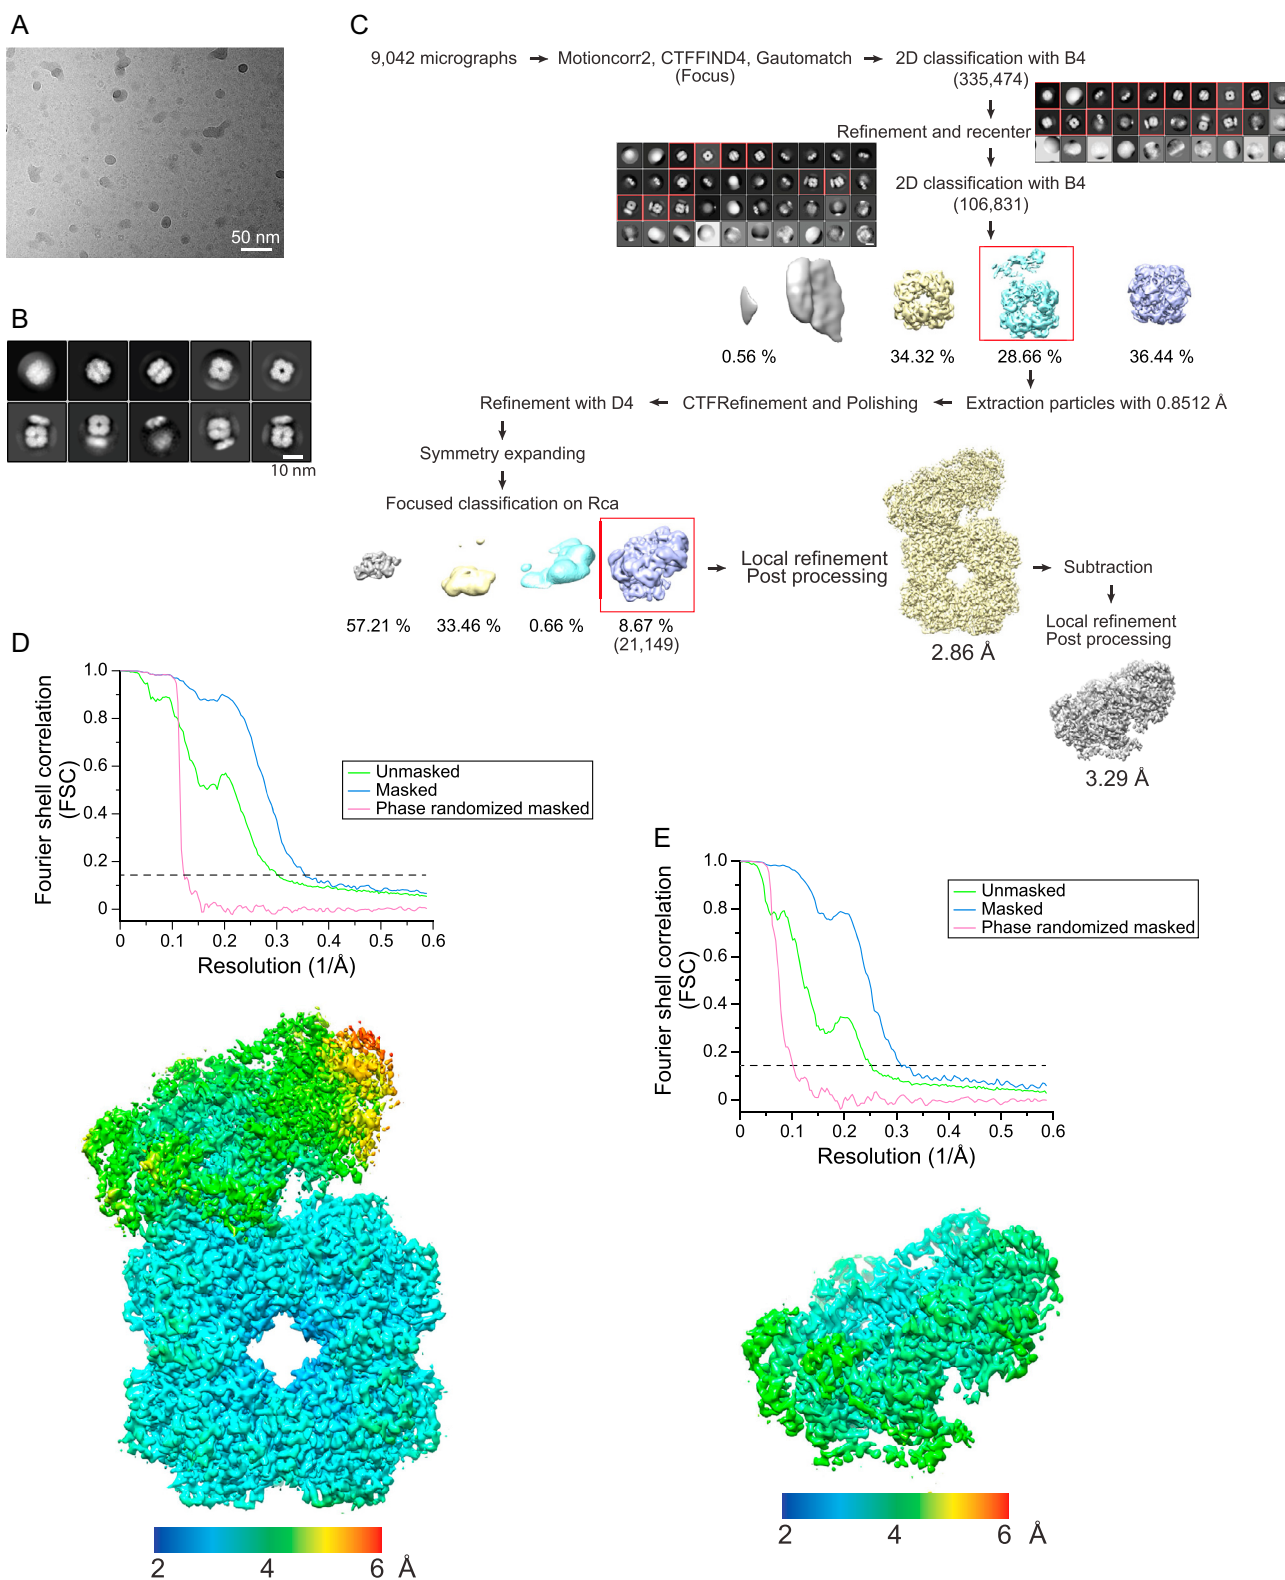 A
50 nm
B
10 nm
C
9,042 micrographs
Motioncorr2, CTFFIND4, Gautomatch
(Focus)
2D classification with B4
(335,474)
Refinement and recenter
2D classification with B4
(106,831)
0.56 %
34.32 %
28.66 %
36.44 %
Refinement with D4
CTFRefinement and Polishing
Extraction particles with 0.8512 Å
Symmetry expanding
Focused classification on Rca
57.21 %
33.46 %
0.66 %
8.67 %
(21,149)
Local refinement
Post processing
2.86 Å
Subtraction
Local refinement
Post processing
3.29 Å
D
Fourier shell correlation
(FSC)
1.0
0.8
0.6
0.4
0.2
0
0
0.1
0.2
0.3
0.4
0.5
0.6
Resolution (1/Å)
Unmasked
Masked
Phase randomized masked
2
4
6
Å
E
Fourier shell correlation
(FSC)
1.0
0.8
0.6
0.4
0.2
0
0
0.1
0.2
0.3
0.4
0.5
0.6
Resolution (1/Å)
Unmasked
Masked
Phase randomized masked
2
4
6
Å